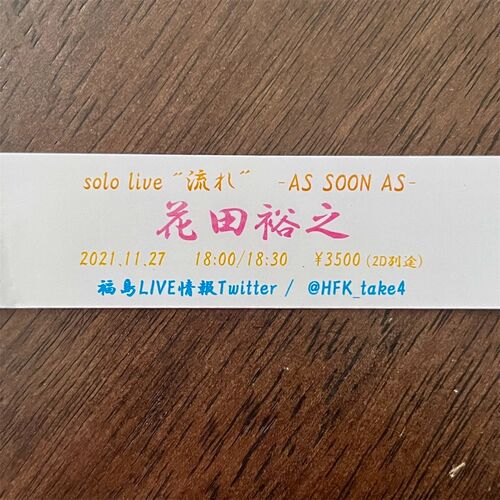 solo live “流れ” -AS SOON AS-
花田裕之
2021.11.27 18:00/18:30 ¥3500(2D別途)
福島LIVE情報Twitter / @HFK_take4